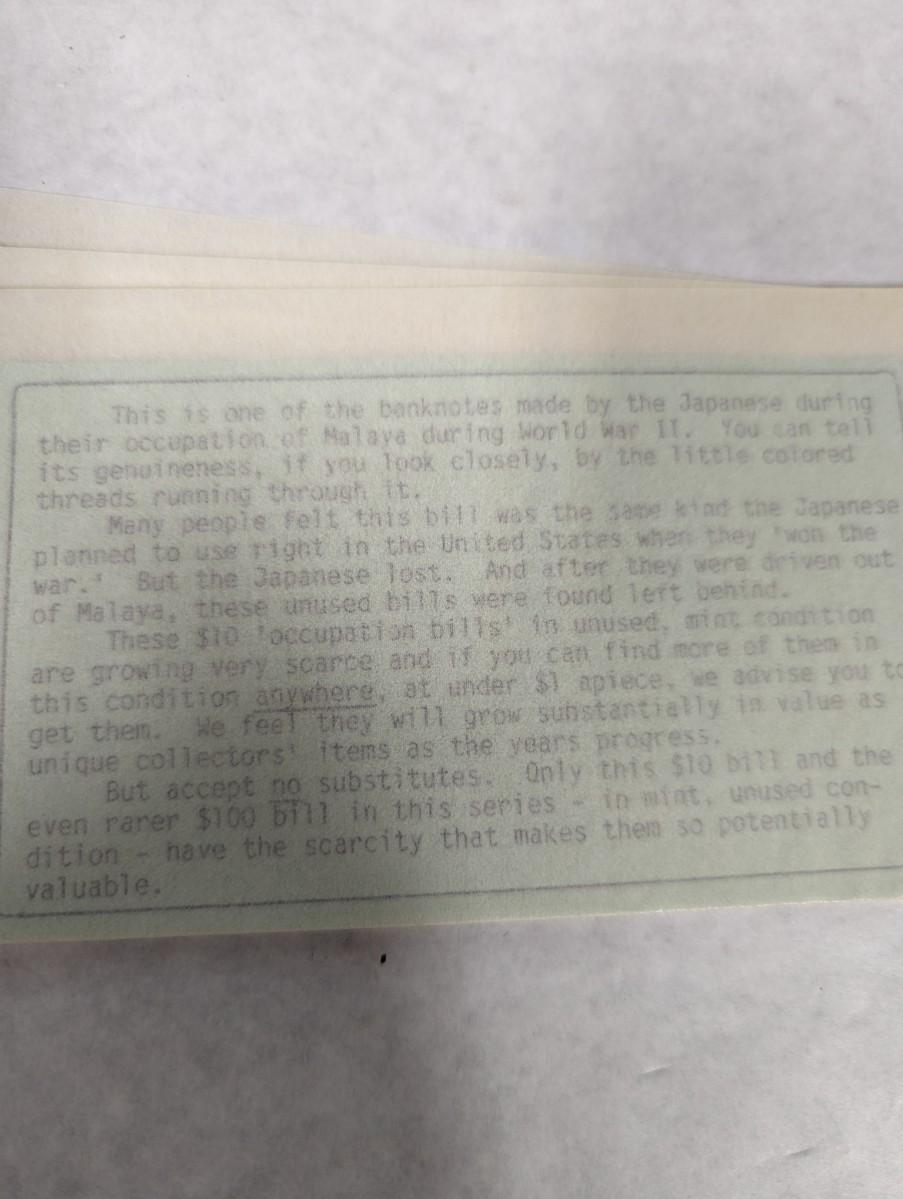 This is one of the banknotes made by the Japanese during
their occupation of Malaya during World War II. You can tell
its genuineness, if you look closely, by the little colored
threads running through it.
Many people felt this bill was the same kind the Japanese
planned to use right in the United States when they 'won the
war.' But the Japanese lost. And after they were driven out
of Malaya, these unused bills were found left behind.
These $10 'occupation bills' in unused, mint condition
are growing very scarce and if you can find more of them in
this condition anywhere, at under $1 apiece, we advise you to
get them. We feel they will grow substantially in value as
unique collectors' items as the years progress.
But accept no substitutes. Only this $10 bill and the
even rarer $100 bill in this series - in mint, unused con-
dition - have the scarcity that makes them so potentially
valuable.